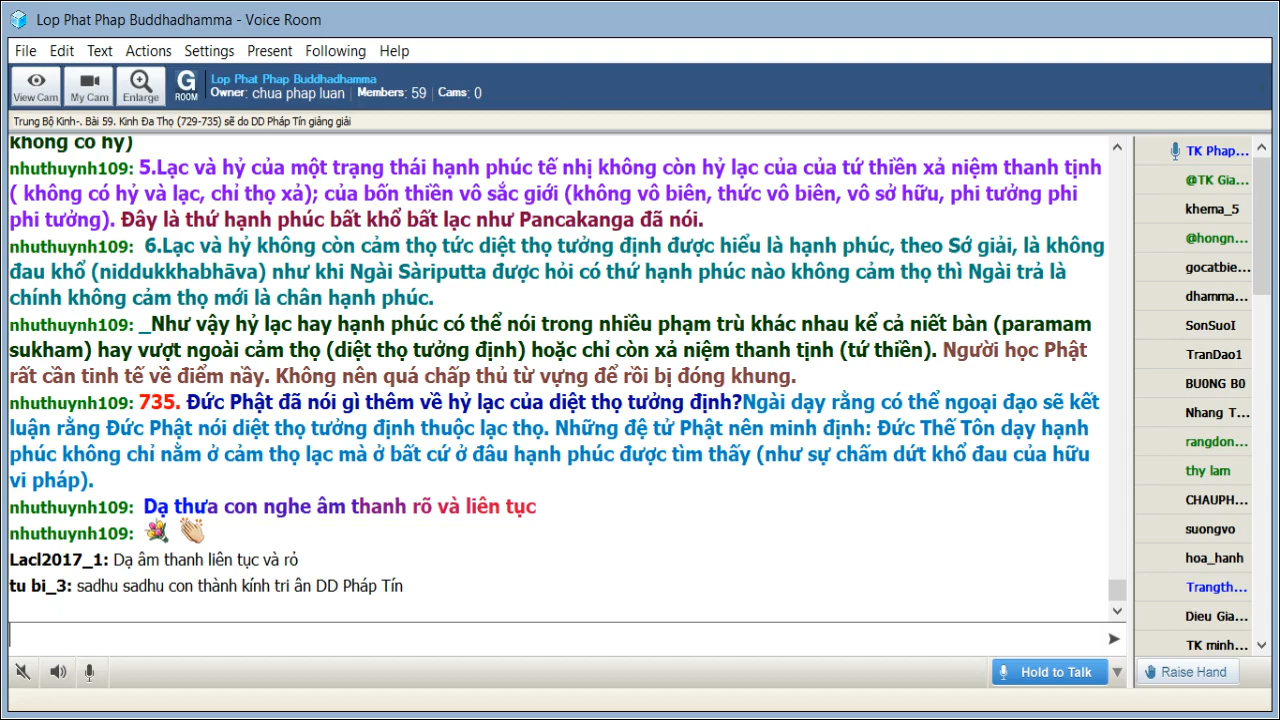 Lop Phat Phap Buddhadhamma - Voice Room
File Edit Text Actions Settings Present Following Help
View Cam My Cam Enlarge G ROOM
Lop Phat Phap Buddhadhamma
Owner: chua phap luan Members: 59 Cams: 0
Trung Bộ Kinh-. Bài 59. Kinh Đa Thọ (729-735) sẽ do DD Pháp Tín giảng giải
không có hỷ)
nhuthuynh109: 5.Lạc và hỷ của một trạng thái hạnh phúc tế nhị không còn hỷ lạc của của tứ thiền xả niệm thanh tịnh
( không có hỷ và lạc, chỉ thọ xả); của bốn thiền vô sắc giới (không vô biên, thức vô biên, vô sở hữu, phi tưởng phi
phi tưởng). Đây là thứ hạnh phúc bất khổ bất lạc như Pancakanga đã nói.
nhuthuynh109: 6.Lạc và hỷ không còn cảm thọ tức diệt thọ tưởng định được hiểu là hạnh phúc, theo Sớ giải, là không
đau khổ (niddukkhabhāva) như khi Ngài Sàriputta được hỏi có thứ hạnh phúc nào không cảm thọ thì Ngài trả là
chính không cảm thọ mới là chân hạnh phúc.
nhuthuynh109: _Như vậy hỷ lạc hay hạnh phúc có thể nói trong nhiều phạm trù khác nhau kể cả niết bàn (paramam
sukham) hay vượt ngoài cảm thọ (diệt thọ tưởng định) hoặc chỉ còn xả niệm thanh tịnh (tứ thiền). Người học Phật
rất cần tinh tế về điểm nầy. Không nên quá chấp thủ từ vựng để rồi bị đóng khung.
nhuthuynh109: 735. Đức Phật đã nói gì thêm về hỷ lạc của diệt thọ tưởng định?Ngài dạy rằng có thể ngoại đạo sẽ kết
luận rằng Đức Phật nói diệt thọ tưởng định thuộc lạc thọ. Những đệ tử Phật nên minh định: Đức Thế Tôn dạy hạnh
phúc không chỉ nằm ở cảm thọ lạc mà ở bất cứ ở đâu hạnh phúc được tìm thấy (như sự chấm dứt khổ đau của hữu
vi pháp).
nhuthuynh109: Dạ thưa con nghe âm thanh rõ và liên tục
nhuthuynh109:
Lacl2017_1: Dạ âm thanh liên tục và rỏ
tu bi_3: sadhu sadhu con thành kính tri ân DD Pháp Tín
TK Phap...
@TK Gia...
khema_5
@hongn...
gocatbie...
dhamma...
SonSuoI
TranDao1
BU0NG B0
Nhang T...
rangdon...
thy lam
CHAUPH...
suongvo
hoa_hanh
Trangth...
Dieu Gia...
TK minh...
Hold to Talk
Raise Hand